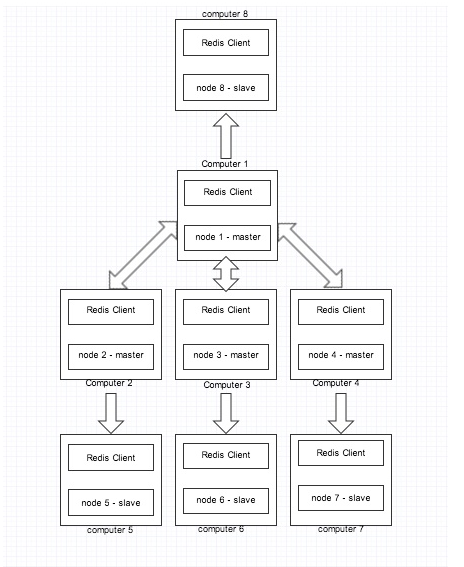 computer 8
Redis Client
node 8 - slave
Computer 1
Redis Client
node 1 - master
Redis Client
Redis Client
Redis Client
node 2 - master
node 3 - master
node 4 - master
Computer 2
Computer 3
Computer 4
Redis Client
Redis Client
Redis Client
node 5 - slave
node 6 - slave
node 7 - slave
computer 5
computer 6
computer 7